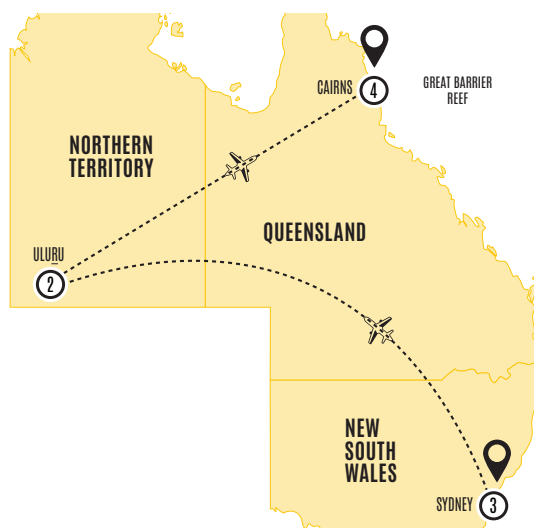 CAIRNS
4
GREAT BARRIER
REEF
NORTHERN
TERRITORY
QUEENSLAND
ULURU
2
NEW
SOUTH
WALES
SYDNEY
3